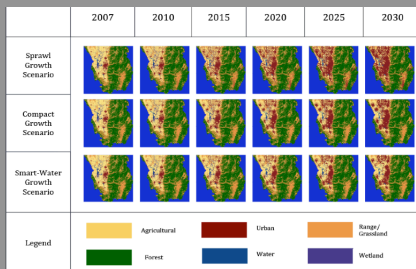 2007 2010 2015 2020 2025 2030
Sprawl
Growth
Scenario
Compact
Growth
Scenario
Smart-Water
Growth
Scenario
Legend
Agricultural
Urban
Range/
Grassland
Forest
Water
Wetland